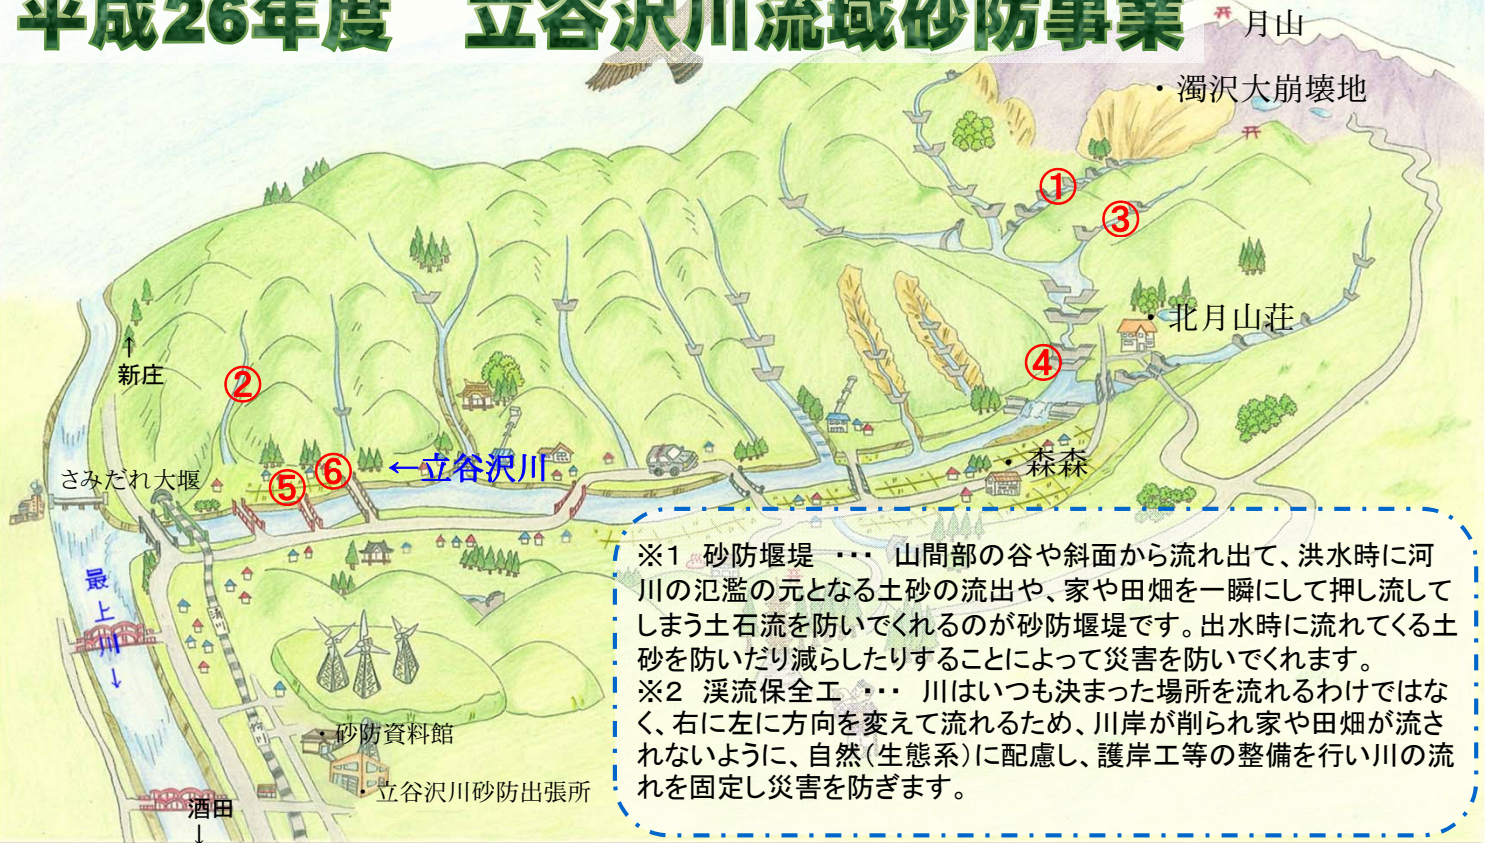 平成26年度　立谷沢川流域砂防事業
月山
・濁沢大崩壊地
①
③
・北月山荘
↑
新庄
②
④
さみだれ大堰
⑤
⑥
←立谷沢川
・森森
最上川↓
・砂防資料館
・立谷沢川砂防出張所
酒田
↓
※1　砂防堰堤　・・・　山間部の谷や斜面から流れ出て、洪水時に河
川の氾濫の元となる土砂の流出や、家や田畑を一瞬にして押し流して
しまう土石流を防いでくれるのが砂防堰堤です。出水時に流れてくる土
砂を防いだり減らしたりすることによって災害を防いでくれます。
※2　渓流保全工　・・・　川はいつも決まった場所を流れるわけではな
く、右に左に方向を変えて流れるため、川岸が削られ家や田畑が流さ
れないように、自然（生態系）に配慮し、護岸工等の整備を行い川の流
れを固定し災害を防ぎます。